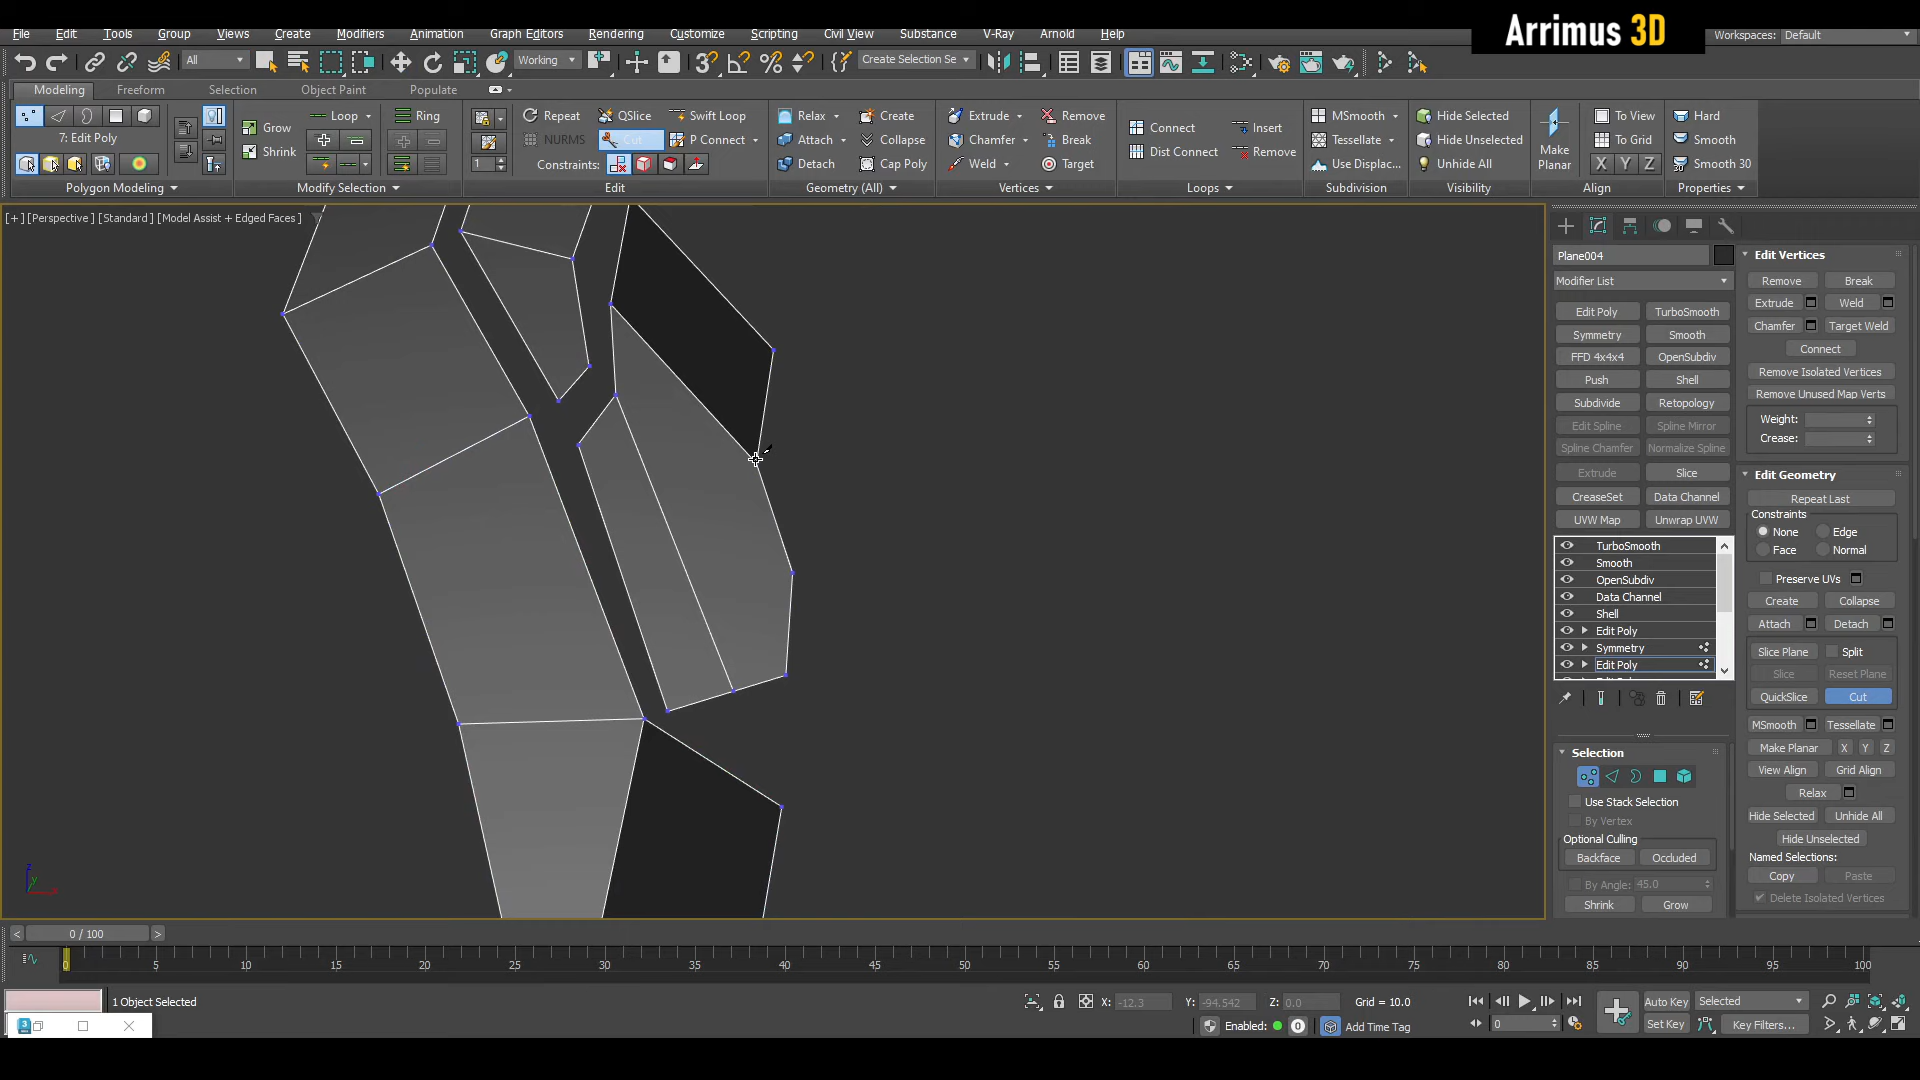 Arrimus 3D
File Edit Tools Group Views Create Modifiers Animation Graph Editors Rendering Customize Scripting Civil View Substance V-Ray Arnold Help
Workspaces: Default
All Working Create Selection Se
Modeling Freeform Selection Object Paint Populate
Loop Ring Repeat QSlice Swift Loop Relax Create Extrude Remove MSmooth Hide Selected To View Hard
7: Edit Poly Grow NURMS Cut P Connect Attach Collapse Chamfer Break Connect Insert Tessellate Hide Unselected Make Planar To Grid Smooth
Shrink 1 Constraints: Detach Cap Poly Weld Target Dist Connect Remove Use Displac... Unhide All X Y Z Smooth 30
Polygon Modeling Modify Selection Edit Geometry (All) Vertices Loops Subdivision Visibility Align Properties
[+] [Perspective] [Standard] [Model Assist + Edged Faces]
Plane004
Modifier List
Edit Poly TurboSmooth
Symmetry Smooth
FFD 4x4x4 OpenSubdiv
Push Shell
Subdivide Retopology
Edit Spline Spline Mirror
Spline Chamfer Normalize Spline
Extrude Slice
CreaseSet Data Channel
UVW Map Unwrap UVW
TurboSmooth
Smooth
OpenSubdiv
Data Channel
Shell
Edit Poly
Symmetry
Edit Poly
Selection
Use Stack Selection
By Vertex
Optional Culling
Backface Occluded
By Angle: 45.0
Shrink Grow
Edit Vertices
Remove Break
Extrude Weld
Chamfer Target Weld
Connect
Remove Isolated Vertices
Remove Unused Map Verts
Weight:
Crease:
Edit Geometry
Repeat Last
Constraints
None Edge
Face Normal
Preserve UVs
Create Collapse
Attach Detach
Slice Plane Split
Slice Reset Plane
QuickSlice Cut
MSmooth Tessellate
Make Planar X Y Z
View Align Grid Align
Relax
Hide Selected Unhide All
Hide Unselected
Named Selections:
Copy Paste
Delete Isolated Vertices
z
y
< 0 / 100 >
0 5 10 15 20 25 30 35 40 45 50 55 60 65 70 75 80 85 90 95 100
1 Object Selected X: -12.3 Y: -94.542 Z: 0.0 Grid = 10.0 Auto Key Selected
3 Enabled: 0 Add Time Tag 0 Set Key Key Filters...